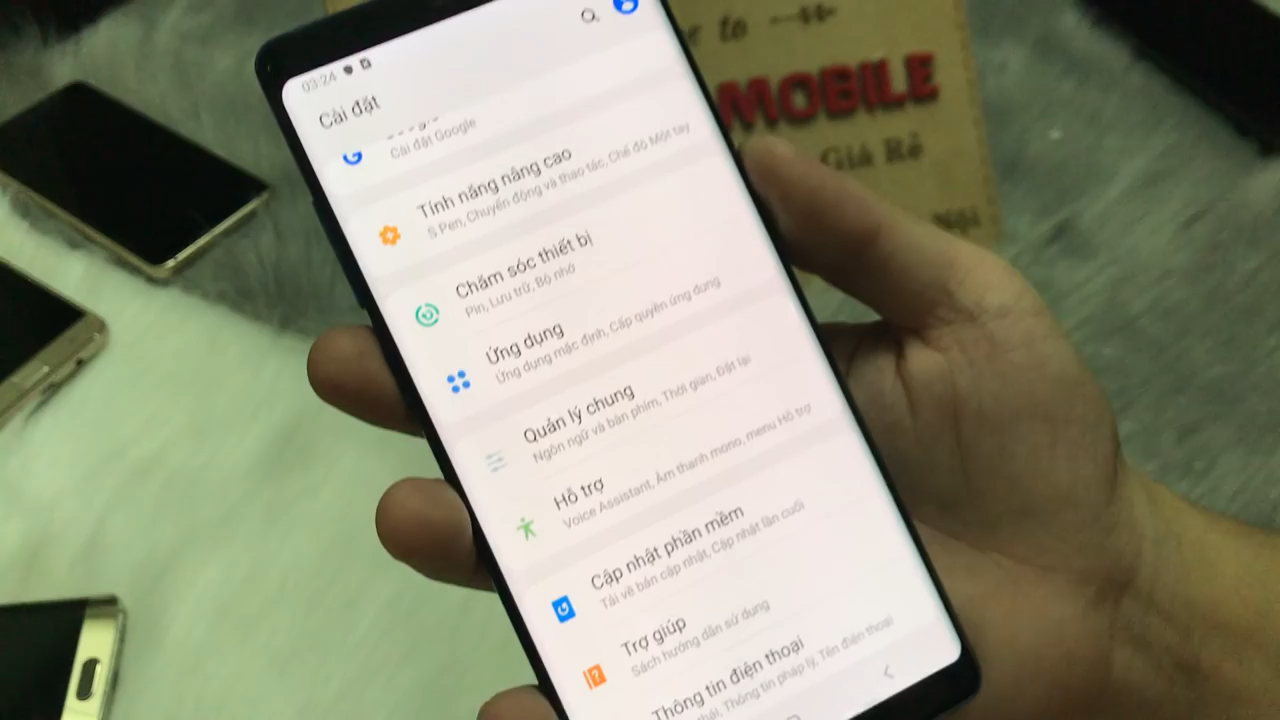 to
MOBILE
Giá Rẻ
Nội
03:24
Cài đặt
Cài đặt Google
Tính năng nâng cao
S Pen, Chuyển động và thao tác, Chế độ Một tay
Chăm sóc thiết bị
Pin, Lưu trữ, Bộ nhớ
Ứng dụng
Ứng dụng mặc định, Cấp quyền ứng dụng
Quản lý chung
Ngôn ngữ và bàn phím, Thời gian, Đặt lại
Hỗ trợ
Voice Assistant, Âm thanh mono, menu Hỗ trợ
Cập nhật phần mềm
Tải về bản cập nhật, Cập nhật lần cuối
Trợ giúp
Sách hướng dẫn sử dụng
Thông tin điện thoại
Thông tin pháp lý, Tên điện thoại